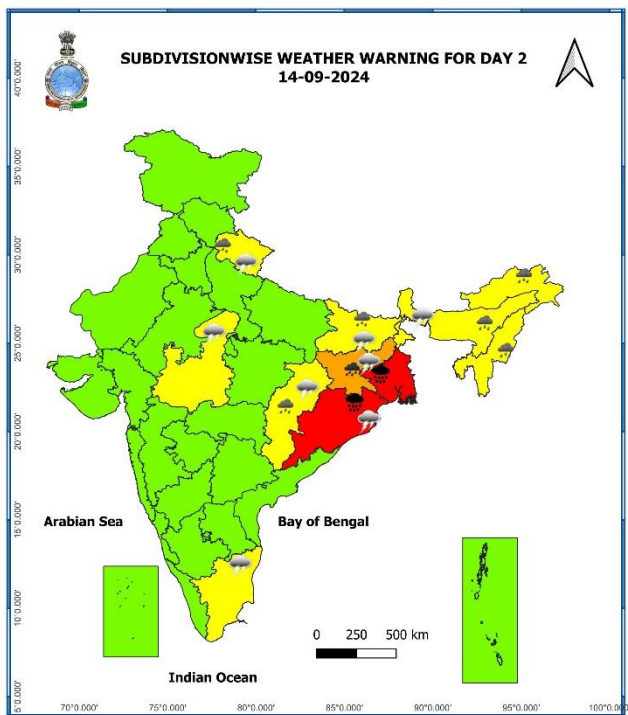 SUBDIVISIONWISE WEATHER WARNING FOR DAY 2
14-09-2024
40°0.000'
35°0.000'
30°0.000'
25°0.000'
20°0.000'
15°0.000'
10°0.000'
5°0.000'
Arabian Sea
Bay of Bengal
Indian Ocean
0 250 500 km
70°0.000' 75°0.000' 80°0.000' 85°0.000' 90°0.000' 95°0.000' 100°0.000'